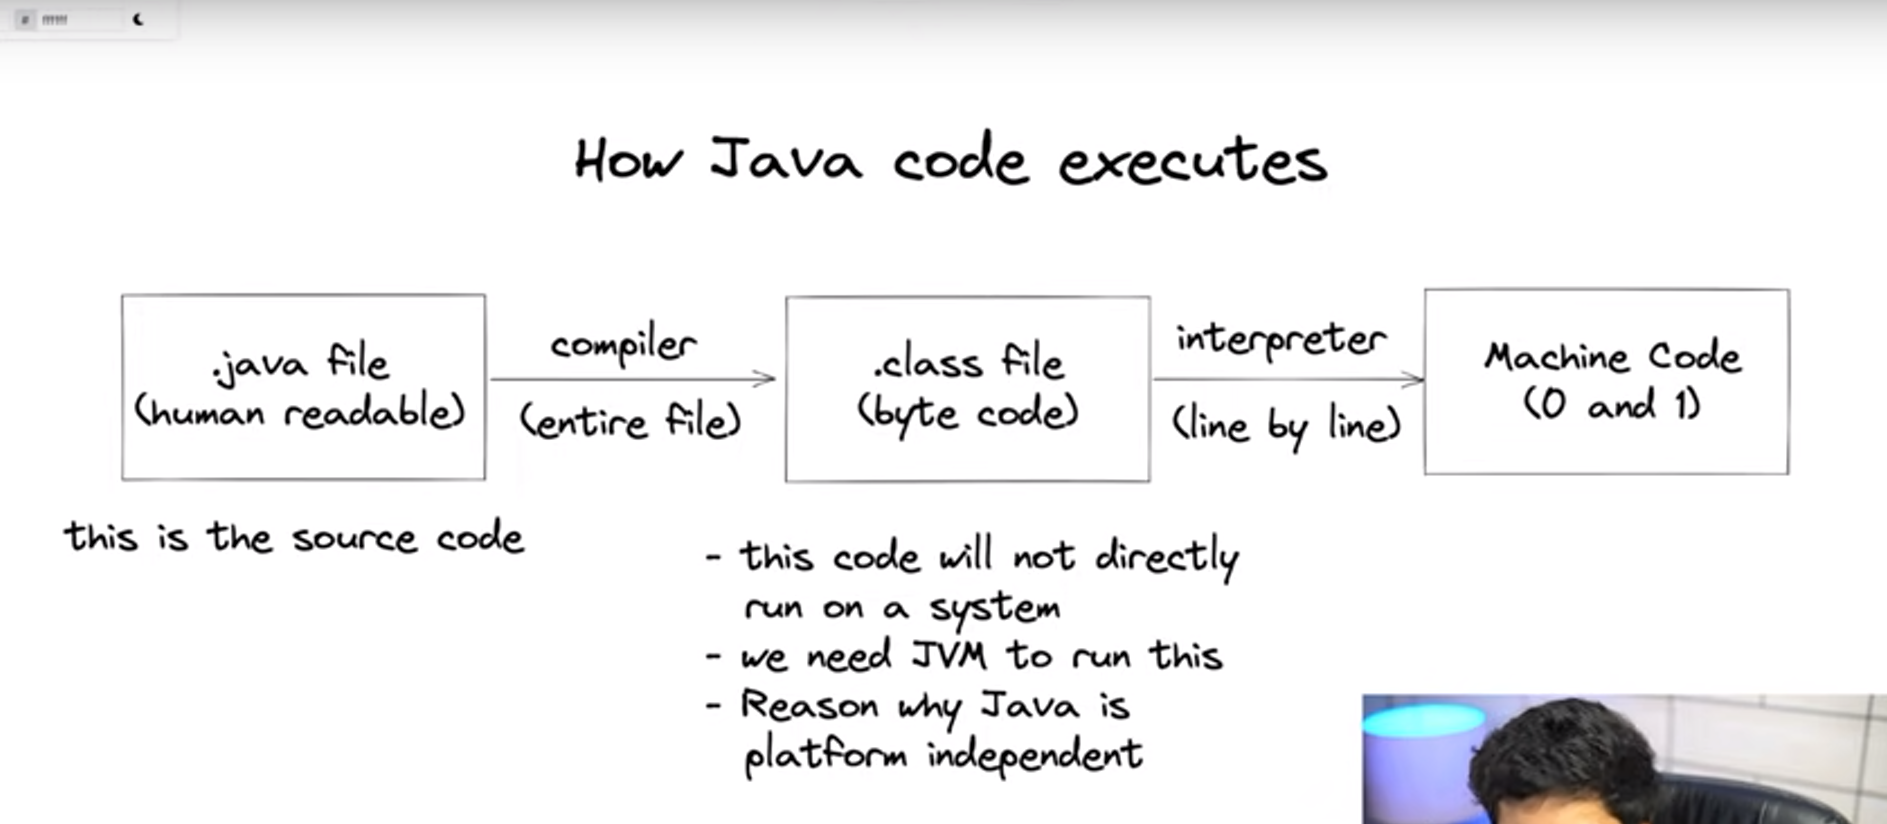 # ffffff
How Java code executes
.java file
(human readable)
compiler
(entire file)
.class file
(byte code)
interpreter
(line by line)
Machine Code
(0 and 1)
this is the source code
- this code will not directly
run on a system
- we need JVM to run this
- Reason why Java is
platform independent